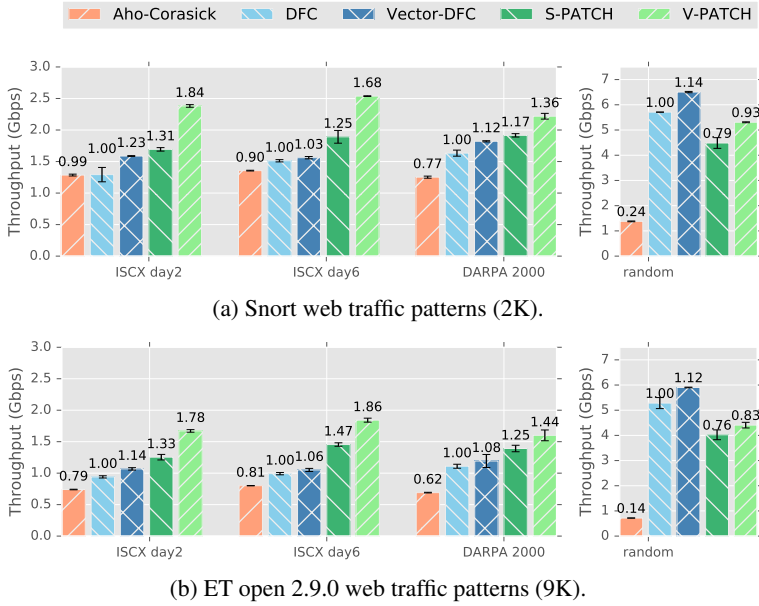 Aho-Corasick DFC Vector-DFC S-PATCH V-PATCH
Throughput (Gbps)
3.0
2.5
2.0
1.5
1.0
0.5
0.0
0.99 1.00 1.23 1.31 1.84
0.90 1.00 1.03 1.25 1.68
0.77 1.00 1.12 1.17 1.36
ISCX day2 ISCX day6 DARPA 2000
Throughput (Gbps)
7
6
5
4
3
2
1
0
0.24 1.00 1.14 0.79 0.93
random
(a) Snort web traffic patterns (2K).
Throughput (Gbps)
3.0
2.5
2.0
1.5
1.0
0.5
0.0
0.79 1.00 1.14 1.33 1.78
0.81 1.00 1.06 1.47 1.86
0.62 1.00 1.08 1.25 1.44
ISCX day2 ISCX day6 DARPA 2000
Throughput (Gbps)
7
6
5
4
3
2
1
0
0.14 1.00 1.12 0.76 0.83
random
(b) ET open 2.9.0 web traffic patterns (9K).